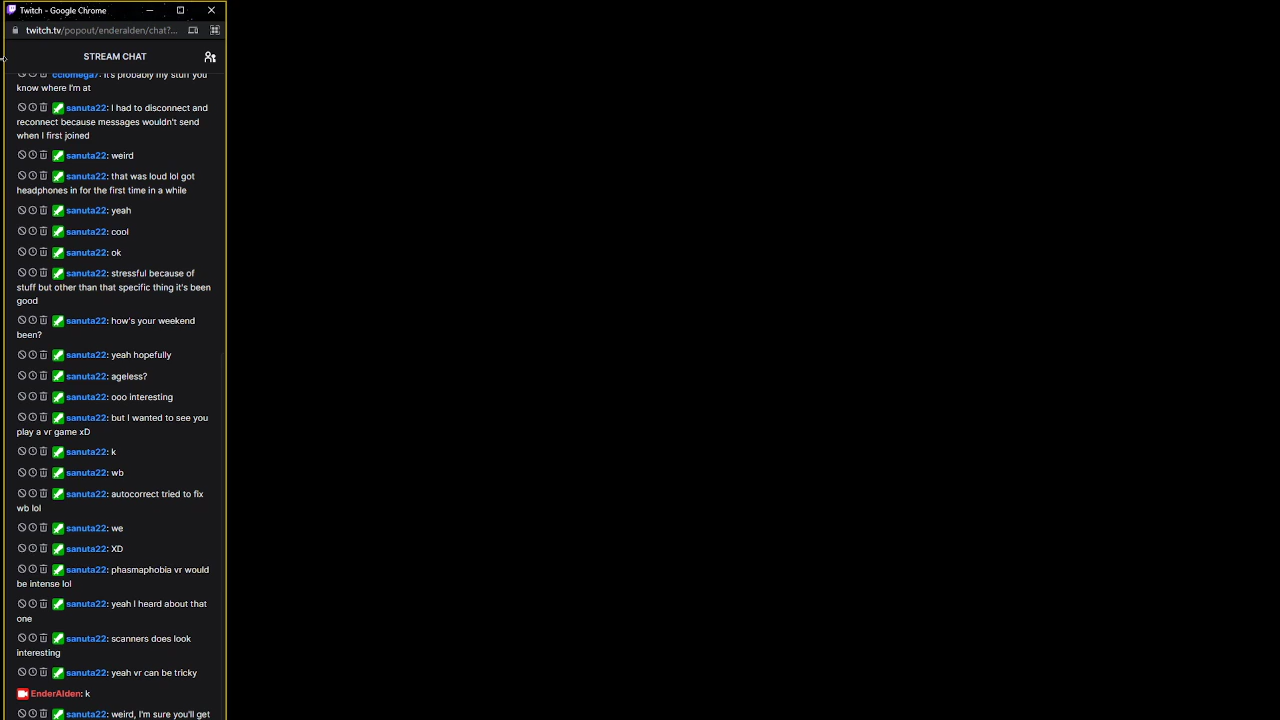 Twitch - Google Chrome
twitch.tv/popout/enderalden/chat?...
STREAM CHAT
cclomega7: it's probably my stuff you
know where I'm at
sanuta22: I had to disconnect and
reconnect because messages wouldn't send
when I first joined
sanuta22: weird
sanuta22: that was loud lol got
headphones in for the first time in a while
sanuta22: yeah
sanuta22: cool
sanuta22: ok
sanuta22: stressful because of
stuff but other than that specific thing it's been
good
sanuta22: how's your weekend
been?
sanuta22: yeah hopefully
sanuta22: ageless?
sanuta22: ooo interesting
sanuta22: but I wanted to see you
play a vr game xD
sanuta22: k
sanuta22: wb
sanuta22: autocorrect tried to fix
wb lol
sanuta22: we
sanuta22: XD
sanuta22: phasmaphobia vr would
be intense lol
sanuta22: yeah I heard about that
one
sanuta22: scanners does look
interesting
sanuta22: yeah vr can be tricky
EnderAlden: k
sanuta22: weird, I'm sure you'll get